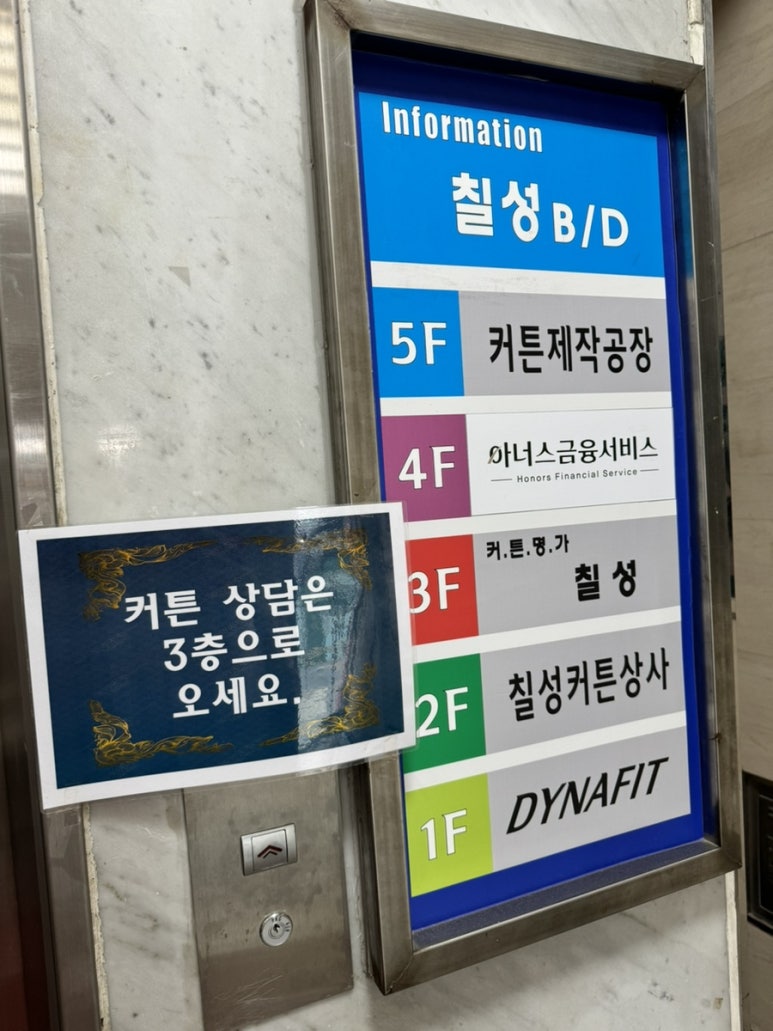 Information
칠성 B/D
5F 커튼제작공장
4F 아너스금융서비스
Honors Financial Service
3F 커.튼.명.가
칠성
2F 칠성커튼상사
1F DYNAFIT
커튼 상담은
3층으로
오세요.